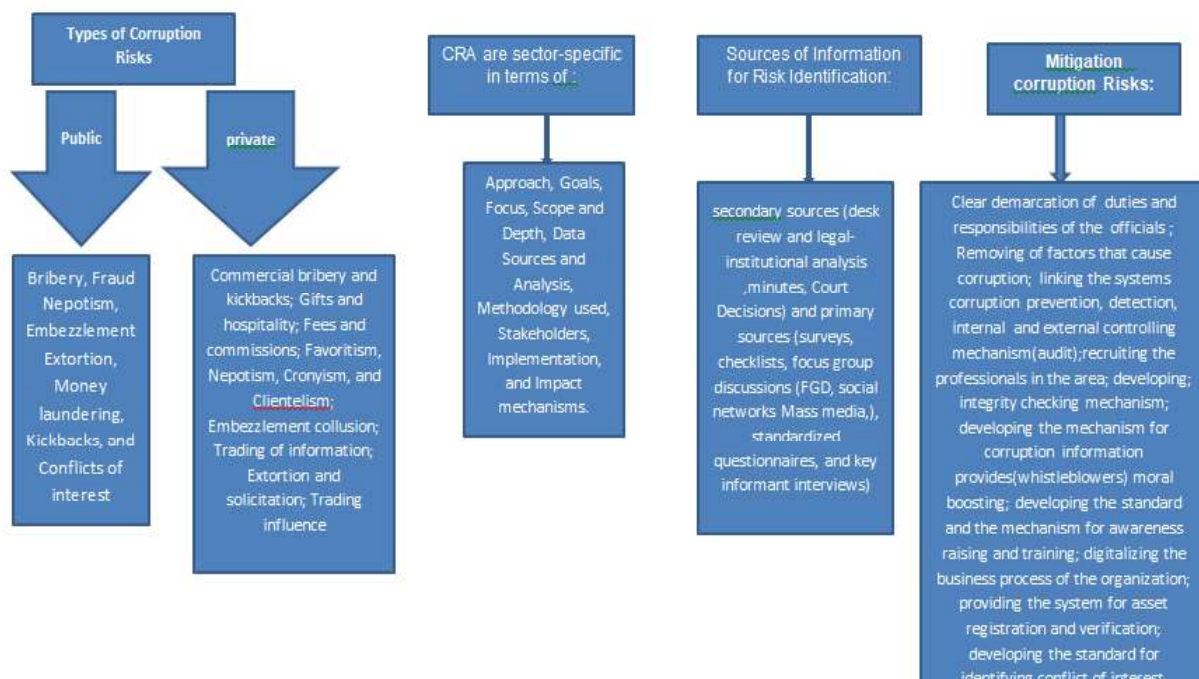 Types of Corruption
Risks
Public
private
Bribery, Fraud
Nepotism,
Embezzlement
Extortion,
Money
laundering,
Kickbacks, and
Conflicts of
interest
Commercial bribery and
kickbacks; Gifts and
hospitality; Fees and
commissions; Favoritism,
Nepotism, Cronyism, and
Clientelism;
Embezzlement collusion;
Trading of information;
Extortion and
solicitation; Trading
influence
CRA are sector-specific
in terms of :
Approach, Goals,
Focus, Scope and
Depth, Data
Sources and
Analysis,
Methodology used,
Stakeholders,
Implementation,
and Impact
mechanisms.
Sources of Information
for Risk Identification:
secondary sources (desk
review and legal-
institutional analysis
,minutes, Court
Decisions) and primary
sources (surveys,
checklists, focus group
discussions (FGD, social
networks Mass media,),
standardized
questionnaires, and key
informant interviews)
Mitigation
corruption Risks:
Clear demarcation of duties and
responsibilities of the officials ;
Removing of factors that cause
corruption; linking the systems
corruption prevention, detection,
internal and external controlling
mechanism(audit);recruiting the
professionals in the area; developing;
integrity checking mechanism;
developing the mechanism for
corruption information
provides(whistleblowers) moral
boosting; developing the standard
and the mechanism for awareness
raising and training; digitalizing the
business process of the organization;
providing the system for asset
registration and verification;
developing the standard for
identifying conflict of interest